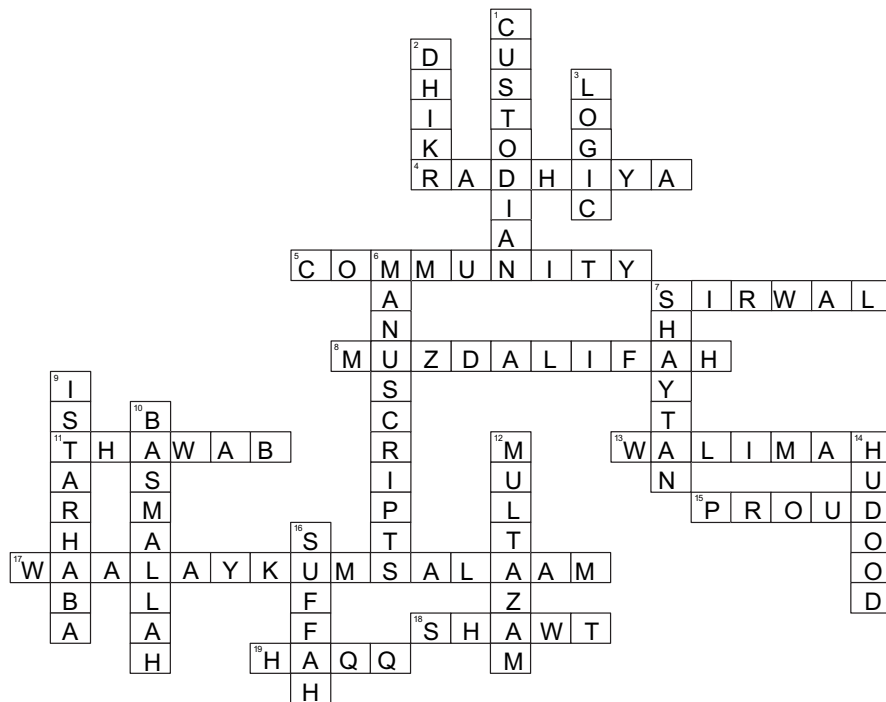 1 CUSTODIAN
2 DHIKR
3 LOGIC
4 RADHIYA
5 COMMUNITY
6 MANUSCRIPTS
7 SIRWAL
SHAYTAN
8 MUZDALIFAH
9 ISTARHABA
10 BASMALLAH
11 THAWAB
12 MULTAZAM
13 WALIMAH
14 HUDOOD
15 PROUD
16 SUFFAH
17 WAALAYKUMSALAAM
18 SHAWT
19 HAQQ